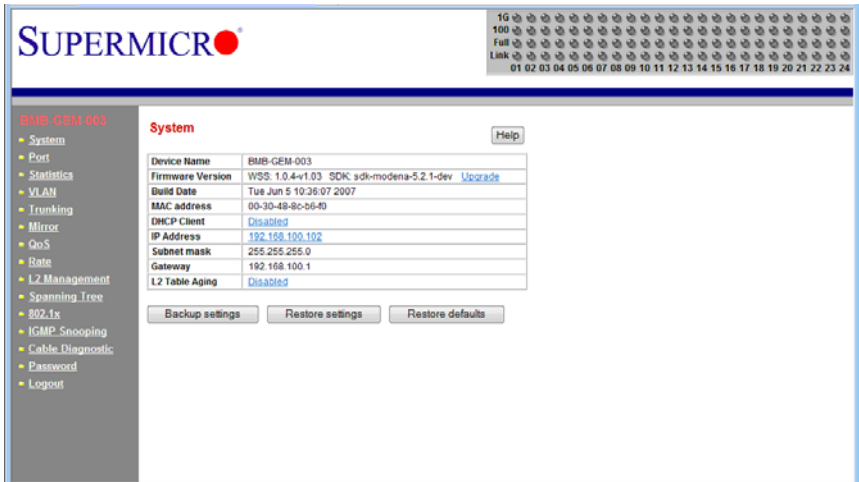 SUPERMICRO
1G
100
Full
Link
01 02 03 04 05 06 07 08 09 10 11 12 13 14 15 16 17 18 19 20 21 22 23 24
BMB-GEM-003
System
Port
Statistics
VLAN
Trunking
Mirror
QoS
Rate
L2 Management
Spanning Tree
802.1x
IGMP Snooping
Cable Diagnostic
Password
Logout
System
Help
Device Name BMB-GEM-003
Firmware Version WSS: 1.0.4-v1.03 SDK: sdk-modena-5.2.1-dev Upgrade
Build Date Tue Jun 5 10:36:07 2007
MAC address 00-30-48-8c-b6-f0
DHCP Client Disabled
IP Address 192.168.100.102
Subnet mask 255.255.255.0
Gateway 192.168.100.1
L2 Table Aging Disabled
Backup settings Restore settings Restore defaults